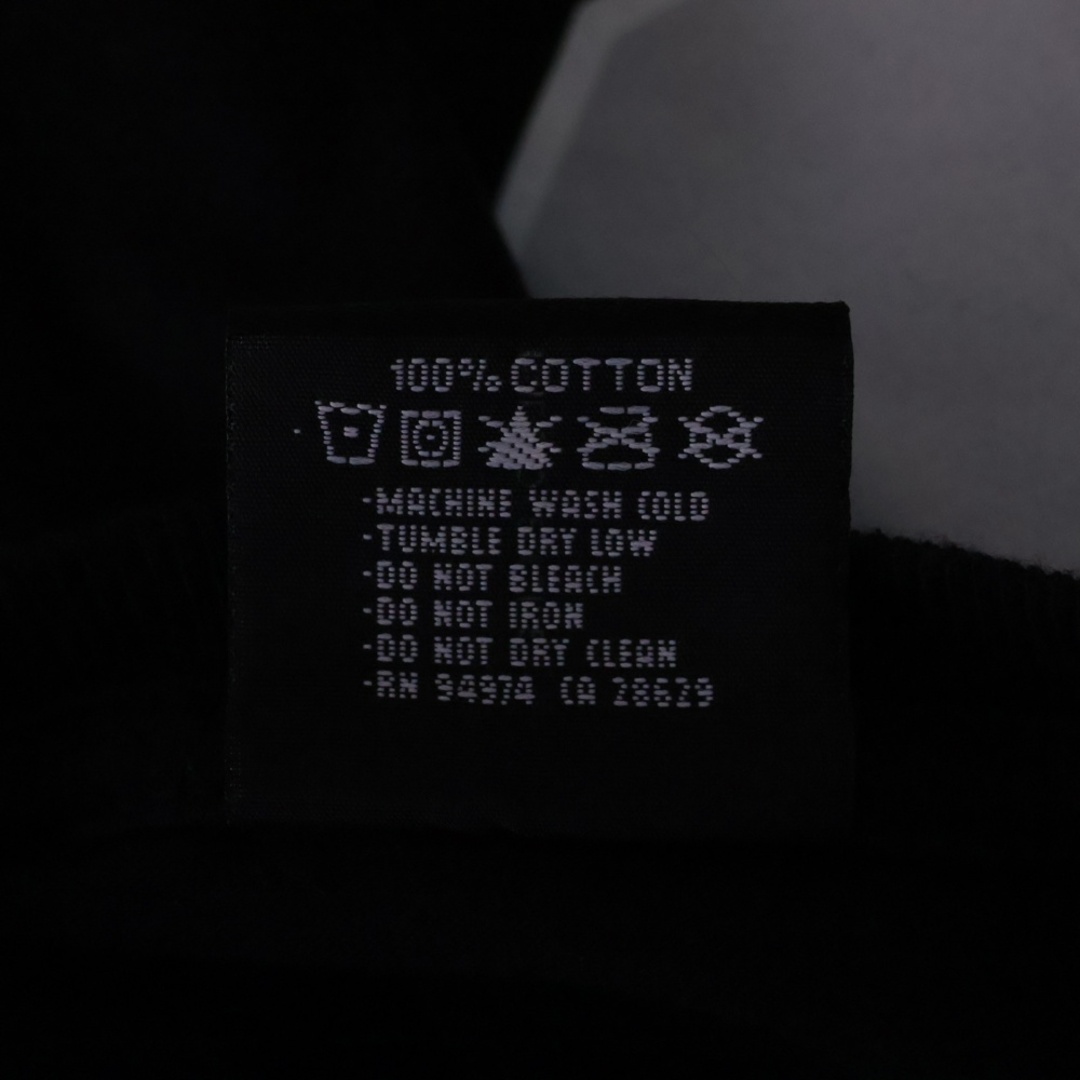 100% COTTON
-MACHINE WASH COLD
-TUMBLE DRY LOW
-DO NOT BLEACH
-DO NOT IRON
-DO NOT DRY CLEAN
-RN 94974 CA 28629